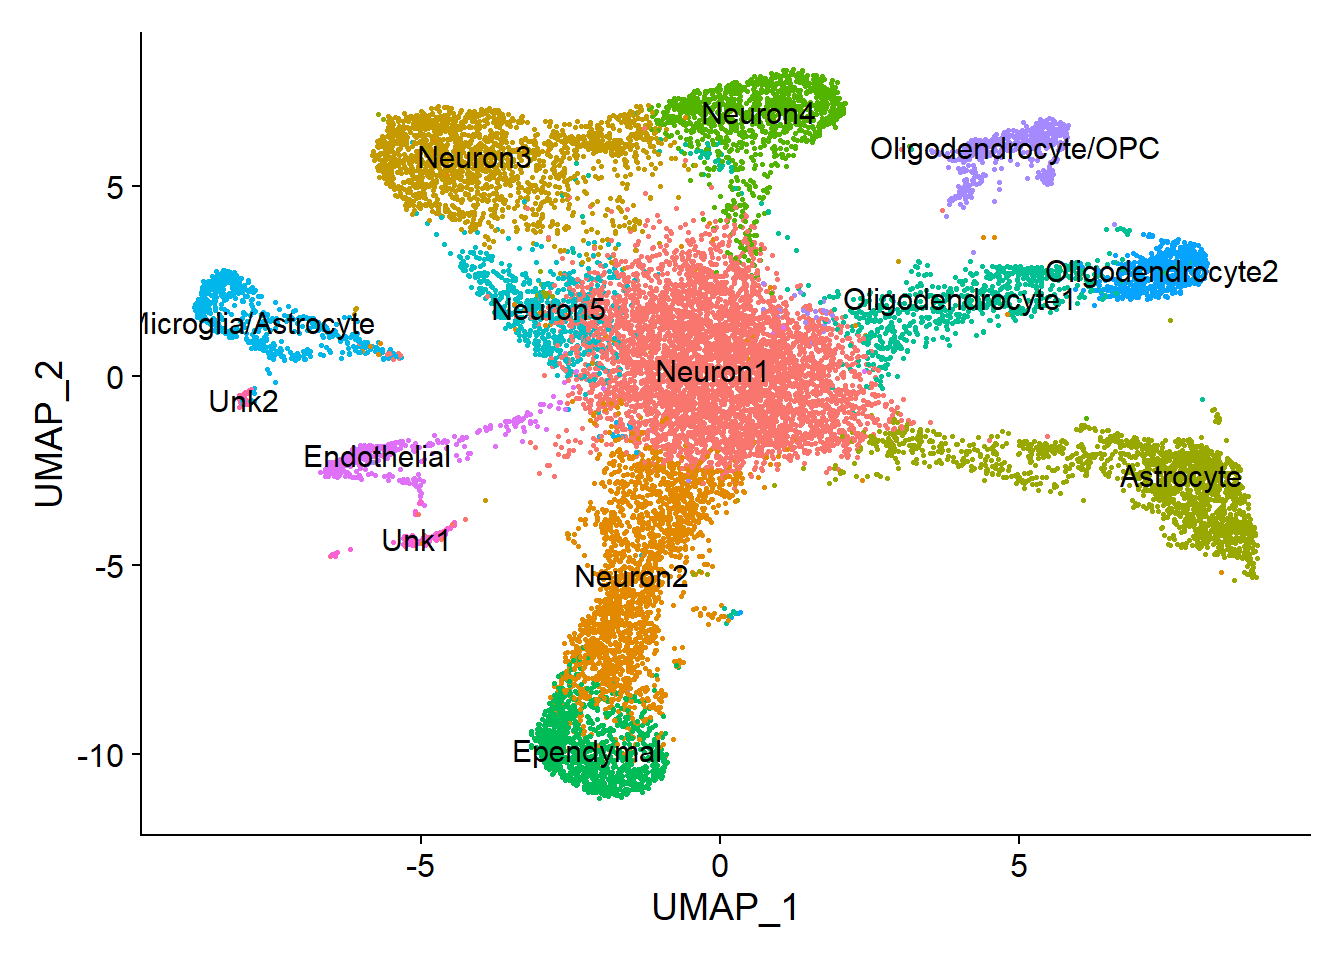 Neuron4
Neuron3
Oligodendrocyte/OPC
5
Oligodendrocyte2
Oligodendrocyte1
Neuron5
Microglia/Astrocyte
UMAP_2
0
Neuron1
Unk2
Endothelial
Astrocyte
Unk1
-5
Neuron2
Ependymal
-10
-5 0 5
UMAP_1